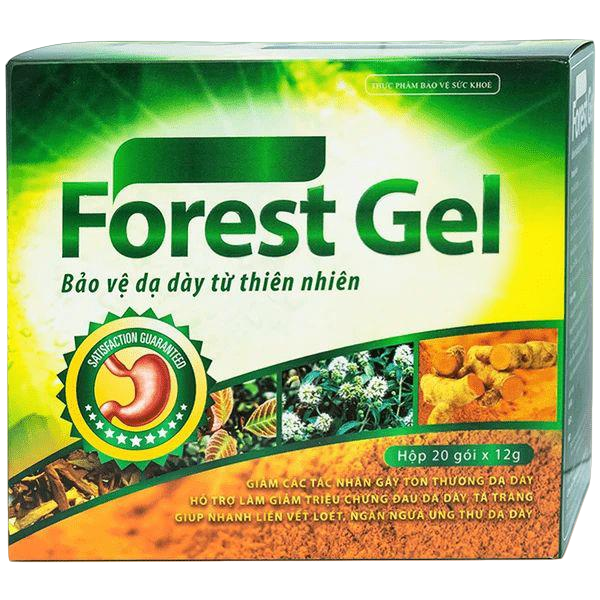 THỰC PHẨM BẢO VỆ SỨC KHOẺ
Forest Gel
Bảo vệ dạ dày từ thiên nhiên
SATISFACTION GUARANTEED
Hộp 20 gói x 12g
GIẢM CÁC TÁC NHÂN GÂY TỔN THƯƠNG DẠ DÀY
HỖ TRỢ LÀM GIẢM TRIỆU CHỨNG ĐAU DẠ DÀY, TÁ TRÀNG
GIÚP NHANH LIỀN VẾT LOÉT, NGĂN NGỪA UNG THƯ DẠ DÀY
Forest Gel